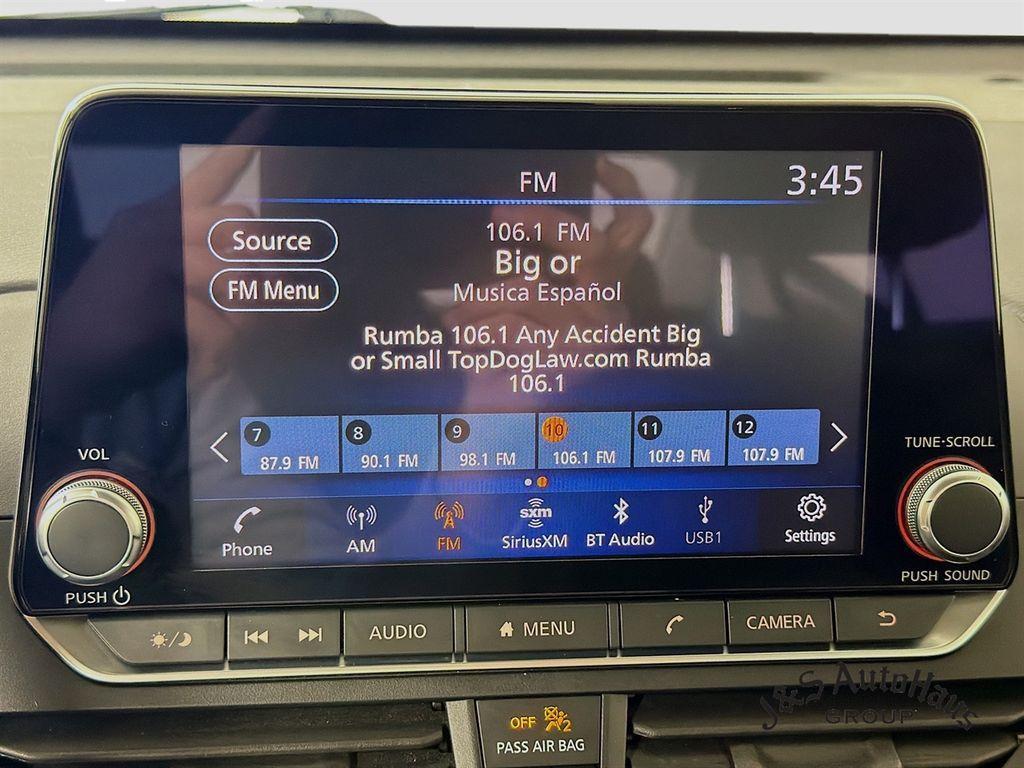 FM
3:45
Source
106.1 FM
Big or
FM Menu
Musica Español
Rumba 106.1 Any Accident Big
or Small TopDogLaw.com Rumba
106.1
7 8 9 10 11 12
87.9 FM 90.1 FM 98.1 FM 106.1 FM 107.9 FM 107.9 FM
VOL
TUNE·SCROLL
Phone AM FM sxm SiriusXM BT Audio USB1 Settings
PUSH
PUSH SOUND
AUDIO MENU CAMERA
J&S AutoHaus
GROUP
OFF 2
PASS AIR BAG